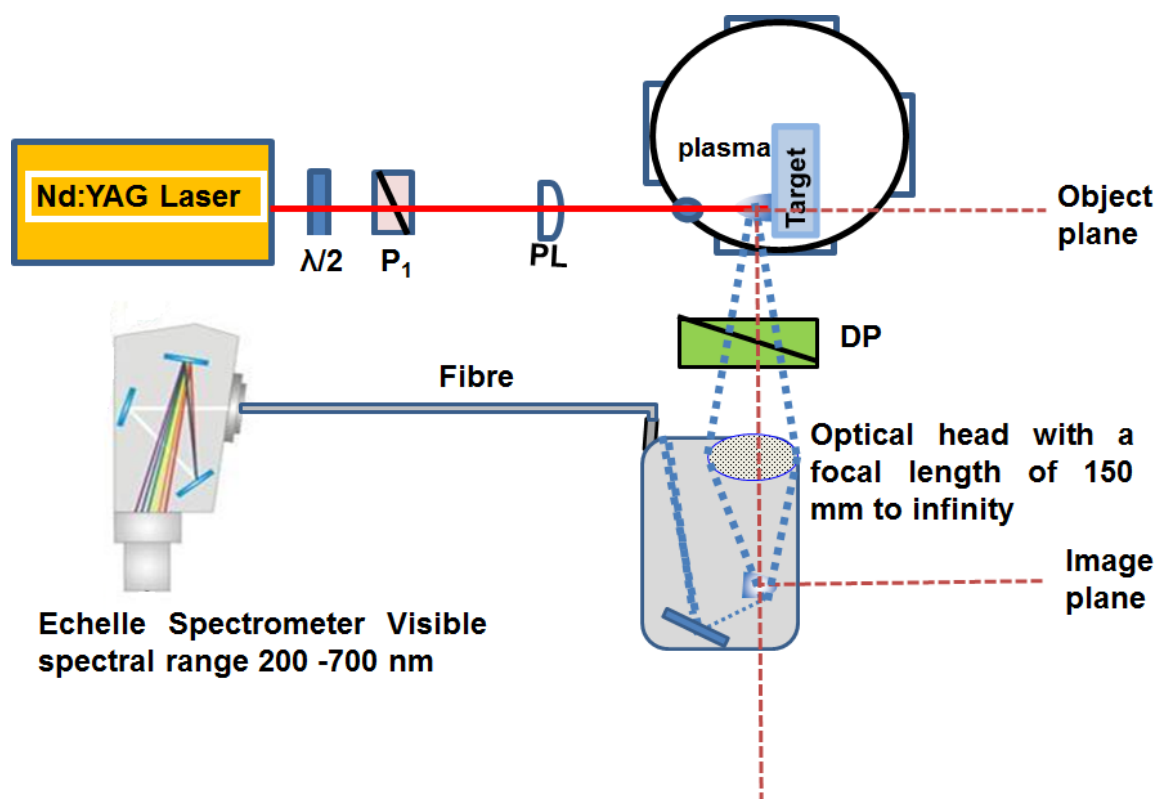 plasma
Target
Nd:YAG Laser
Object
plane
λ/2
P₁
PL
DP
Fibre
Optical head with a
focal length of 150
mm to infinity
Image
plane
Echelle Spectrometer Visible
spectral range 200 -700 nm